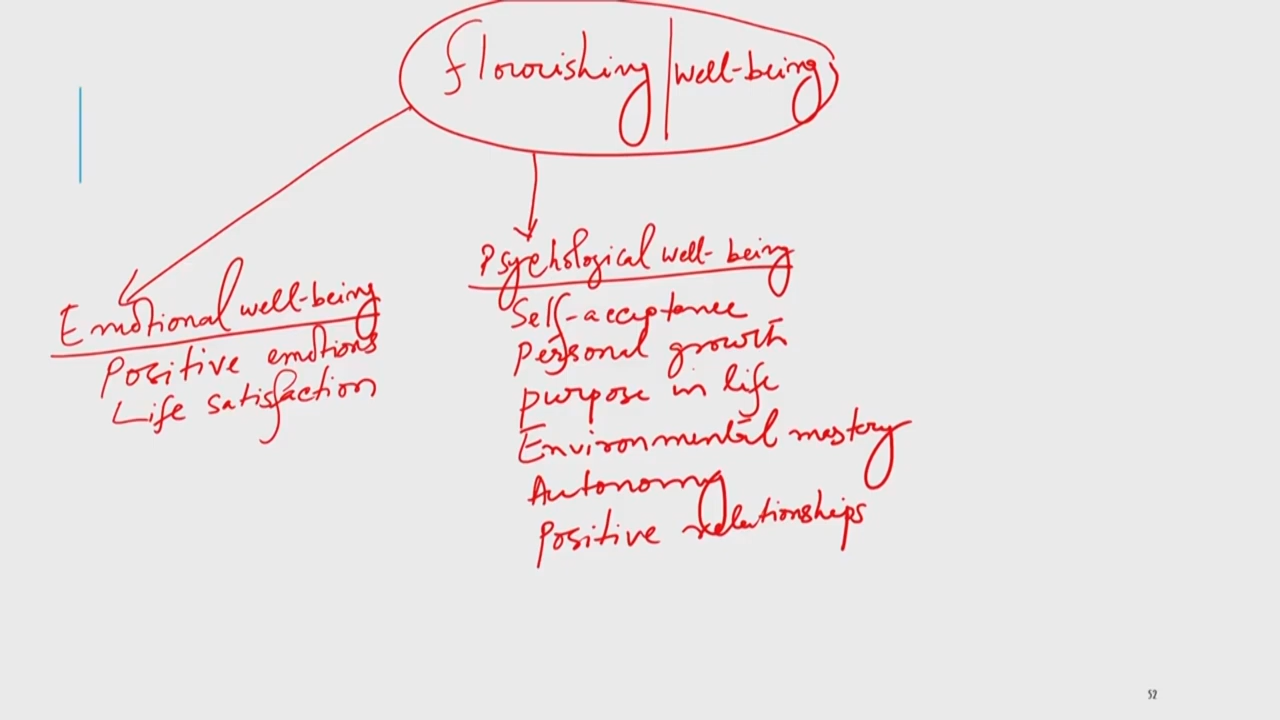 flourishing | well-being
Emotional well-being
Positive emotions
Life satisfaction
Psychological well-being
Self-acceptance
Personal growth
purpose in life
Environmental mastery
Autonomy
Positive relationships
52